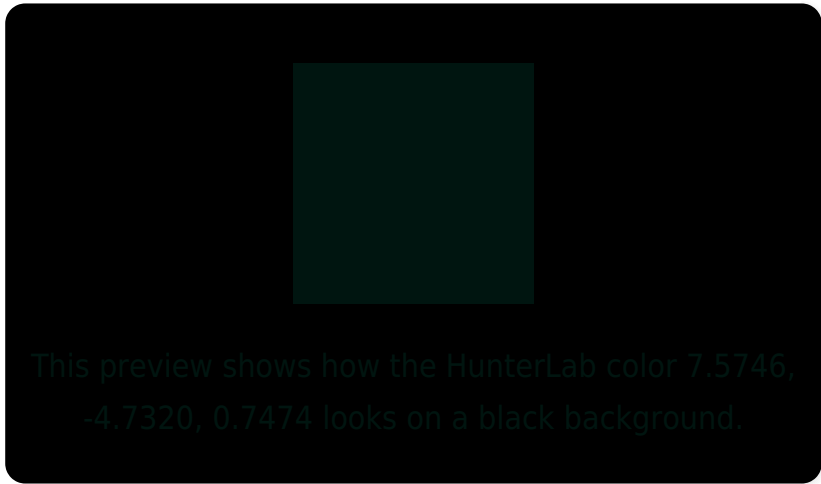 This preview shows how the HunterLab color 7.5746,
-4.7320, 0.7474 looks on a black background.